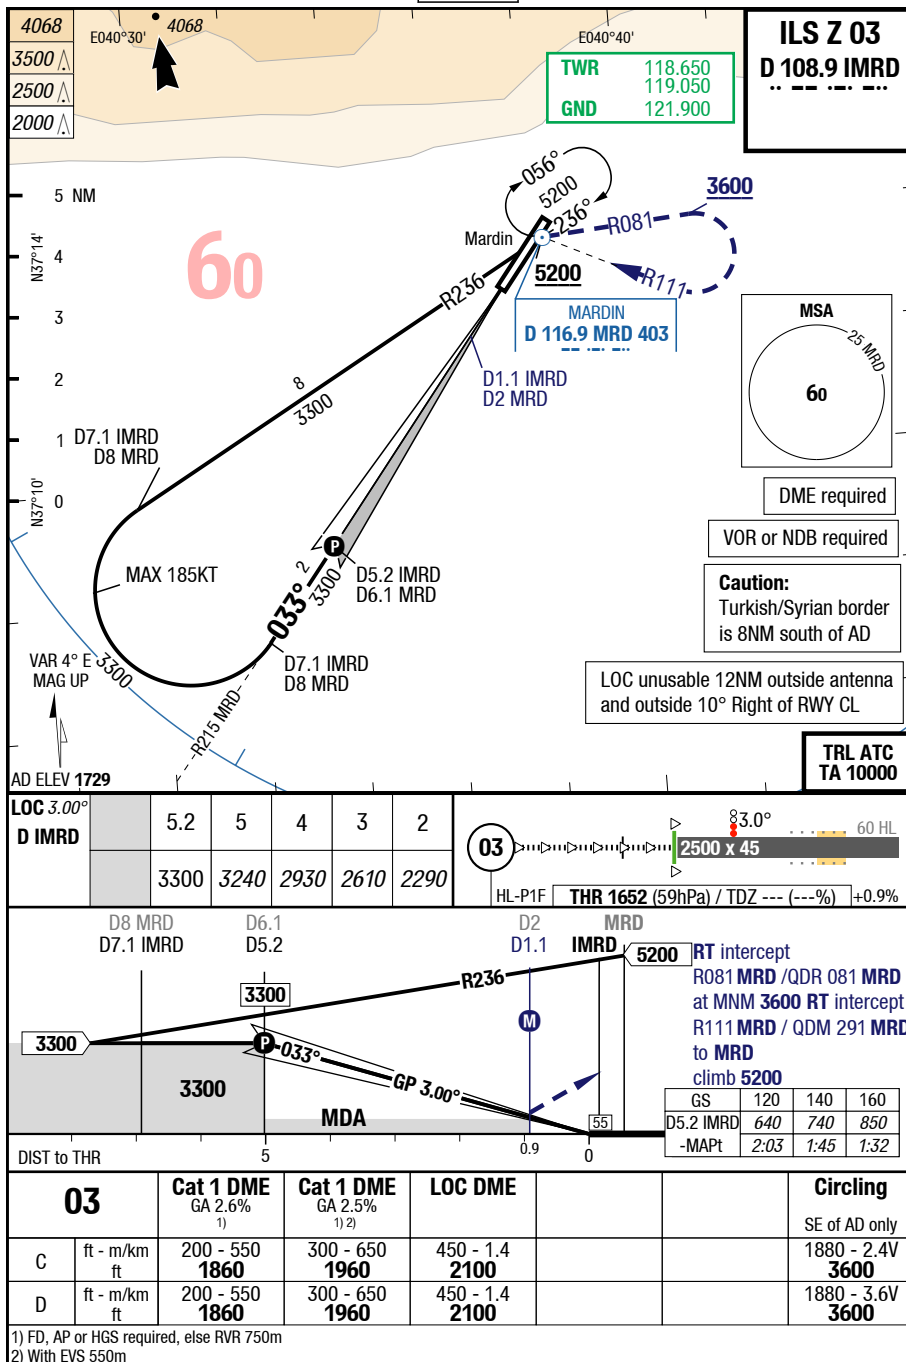 4068
3500
2500
2000
E040°30'
4068
E040°40'
TWR 118.650
119.050
GND 121.900
ILS Z 03
D 108.9 IMRD
5 NM
4
3
2
1
0
N37°14'
N37°10'
60
056°
5200
236°
Mardin
3600
R081
R111
5200
R236
MARDIN
D 116.9 MRD 403
D1.1 IMRD
D2 MRD
8
3300
D7.1 IMRD
D8 MRD
MAX 185KT
P
2
3300
033°
D5.2 IMRD
D6.1 MRD
D7.1 IMRD
D8 MRD
R215 MRD
3300
VAR 4° E
MAG UP
AD ELEV 1729
MSA
25 MRD
60
DME required
VOR or NDB required
Caution:
Turkish/Syrian border
is 8NM south of AD
LOC unusable 12NM outside antenna
and outside 10° Right of RWY CL
TRL ATC
TA 10000
LOC 3.00°
D IMRD
5.2 5 4 3 2
3300 3240 2930 2610 2290
03
3.0°
60 HL
2500 x 45
HL-P1F
THR 1652 (59hPa) / TDZ --- (---%)
+0.9%
D8 MRD D6.1 D2 MRD
D7.1 IMRD D5.2 D1.1 IMRD
5200
R236
3300
3300
P
033°
GP 3.00°
M
3300
MDA
55
DIST to THR 5 0.9 0
RT intercept
R081 MRD / QDR 081 MRD
at MNM 3600 RT intercept
R111 MRD / QDM 291 MRD
to MRD
climb 5200
GS 120 140 160
D5.2 IMRD 640 740 850
-MAPt 2:03 1:45 1:32
03 Cat 1 DME Cat 1 DME LOC DME Circling
GA 2.6% GA 2.5%
1) 1) 2) SE of AD only
C ft - m/km 200 - 550 300 - 650 450 - 1.4 1880 - 2.4V
ft 1860 1960 2100 3600
D ft - m/km 200 - 550 300 - 650 450 - 1.4 1880 - 3.6V
ft 1860 1960 2100 3600
1) FD, AP or HGS required, else RVR 750m
2) With EVS 550m